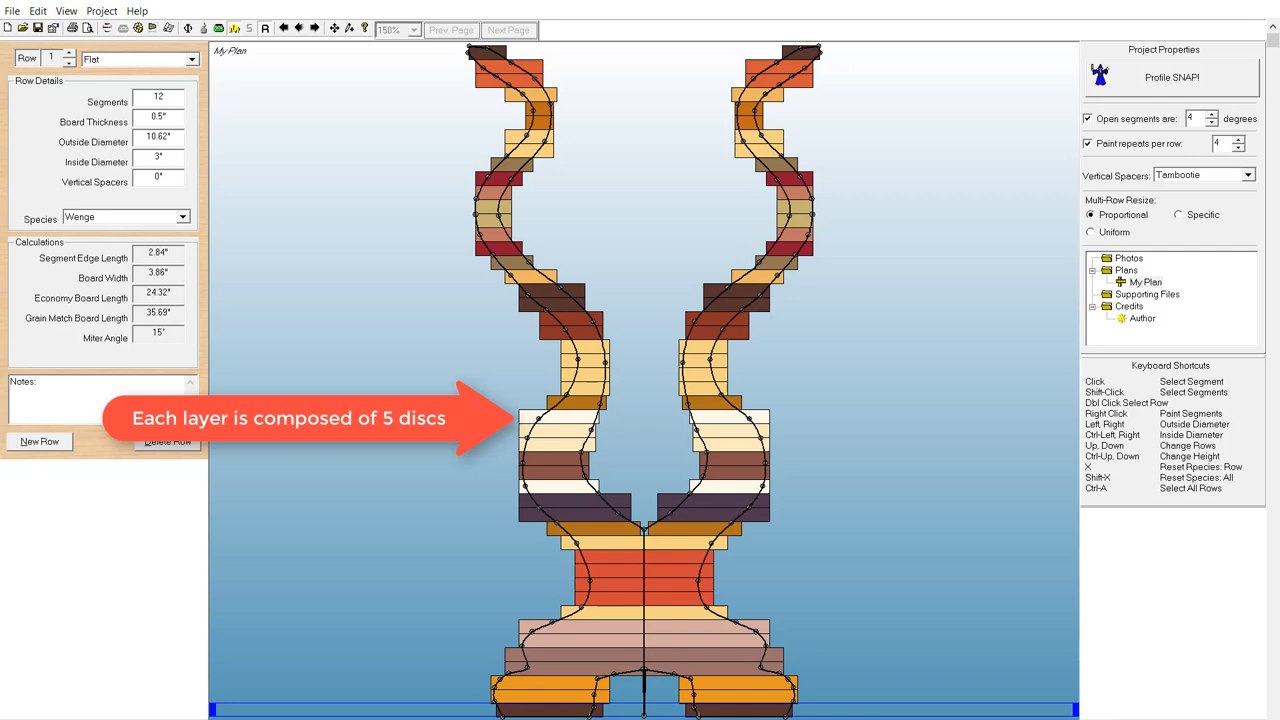 File Edit View Project Help
150% Prev. Page Next Page
Row 1 Flat
Row Details
Segments 12
Board Thickness 0.5"
Outside Diameter 10.62"
Inside Diameter 3"
Vertical Spacers 0"
Species Wenge
Calculations
Segment Edge Length 2.84"
Board Width 3.86"
Economy Board Length 24.32"
Grain Match Board Length 35.69"
Miter Angle 15°
Notes:
New Row Delete Row
My Plan
Each layer is composed of 5 discs
Project Properties
Profile SNAP!
Open segments are: 4 degrees
Paint repeats per row: 4
Vertical Spacers: Tambootie
Multi-Row Resize:
Proportional Specific
Uniform
Photos
Plans
My Plan
Supporting Files
Credits
Author
Keyboard Shortcuts
Click Select Segment
Shift-Click Select Segments
Dbl Click Select Row
Right Click Paint Segments
Left, Right Outside Diameter
Ctrl-Left, Right Inside Diameter
Up, Down Change Rows
Ctrl-Up, Down Change Height
X Reset Rpecies: Row
Shift-X Reset Rspecies: All
Ctrl-A Select All Rows